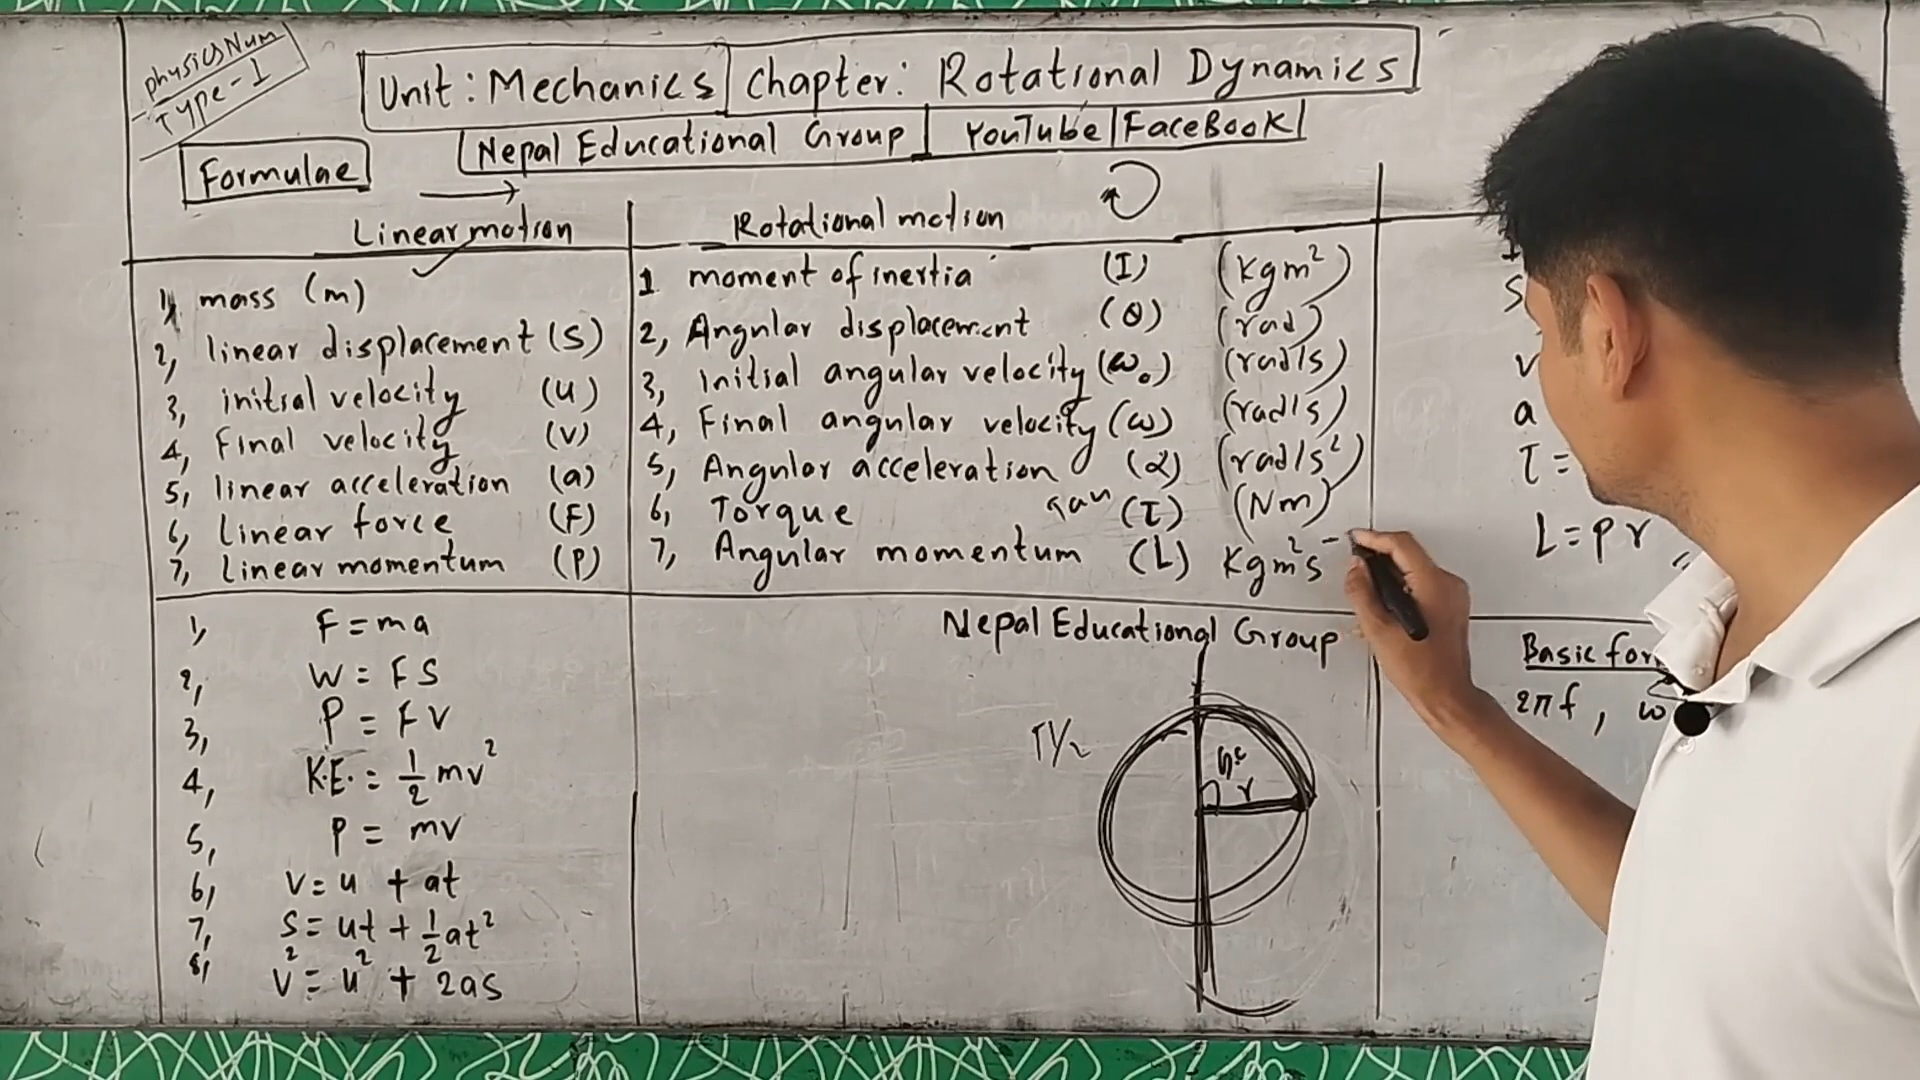 physics Num
Type-1
Unit: Mechanics Chapter: Rotational Dynamics
Nepal Educational Group YouTube FaceBook
Formulae
Linear motion
1, mass (m)
2, linear displacement (s)
3, initial velocity (u)
4, Final velocity (v)
5, linear acceleration (a)
6, Linear force (F)
7, Linear momentum (P)
Rotational motion
1 moment of inertia (I) (Kgm²)
2, Angular displacement (θ) (rad)
3, Initial angular velocity (ω₀) (rad/s)
4, Final angular velocity (ω) (rad/s)
5, Angular acceleration (α) (rad/s²)
6, Torque (τ) (Nm)
7, Angular momentum (L) Kgm²s⁻
S
v
a
τ =
L = p r
1, F = ma
2, W = FS
3, P = FV
4, K.E. = 1/2 mv²
5, P = mv
6, v = u + at
7, s = ut + 1/2 at²
8, v² = u² + 2as
Nepal Educational Group
r
Basic for
2πf , ω